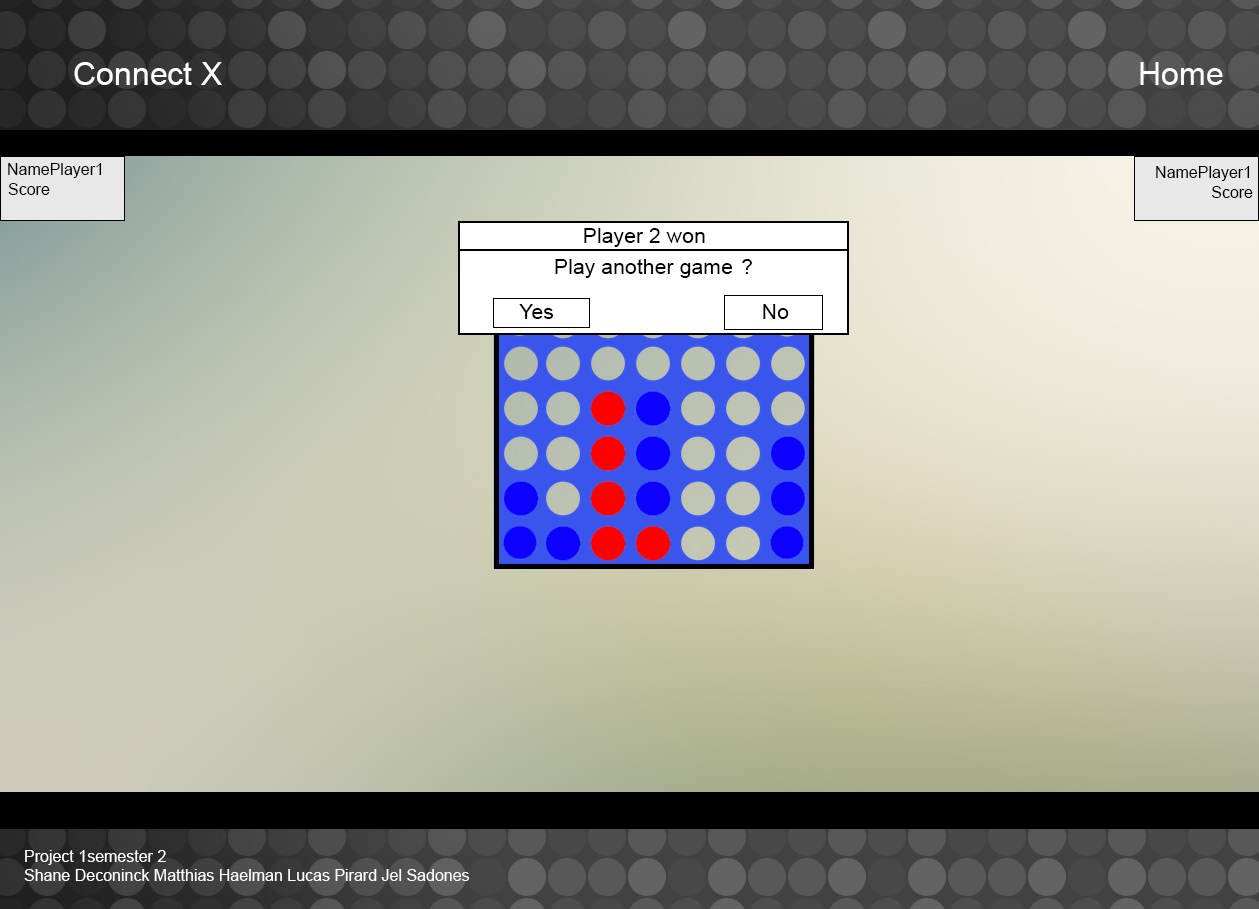 Connect X
Home
NamePlayer1
Score
NamePlayer1
Score
Player 2 won
Play another game ?
Yes
No
Project 1semester 2
Shane Deconinck Matthias Haelman Lucas Pirard Jel Sadones